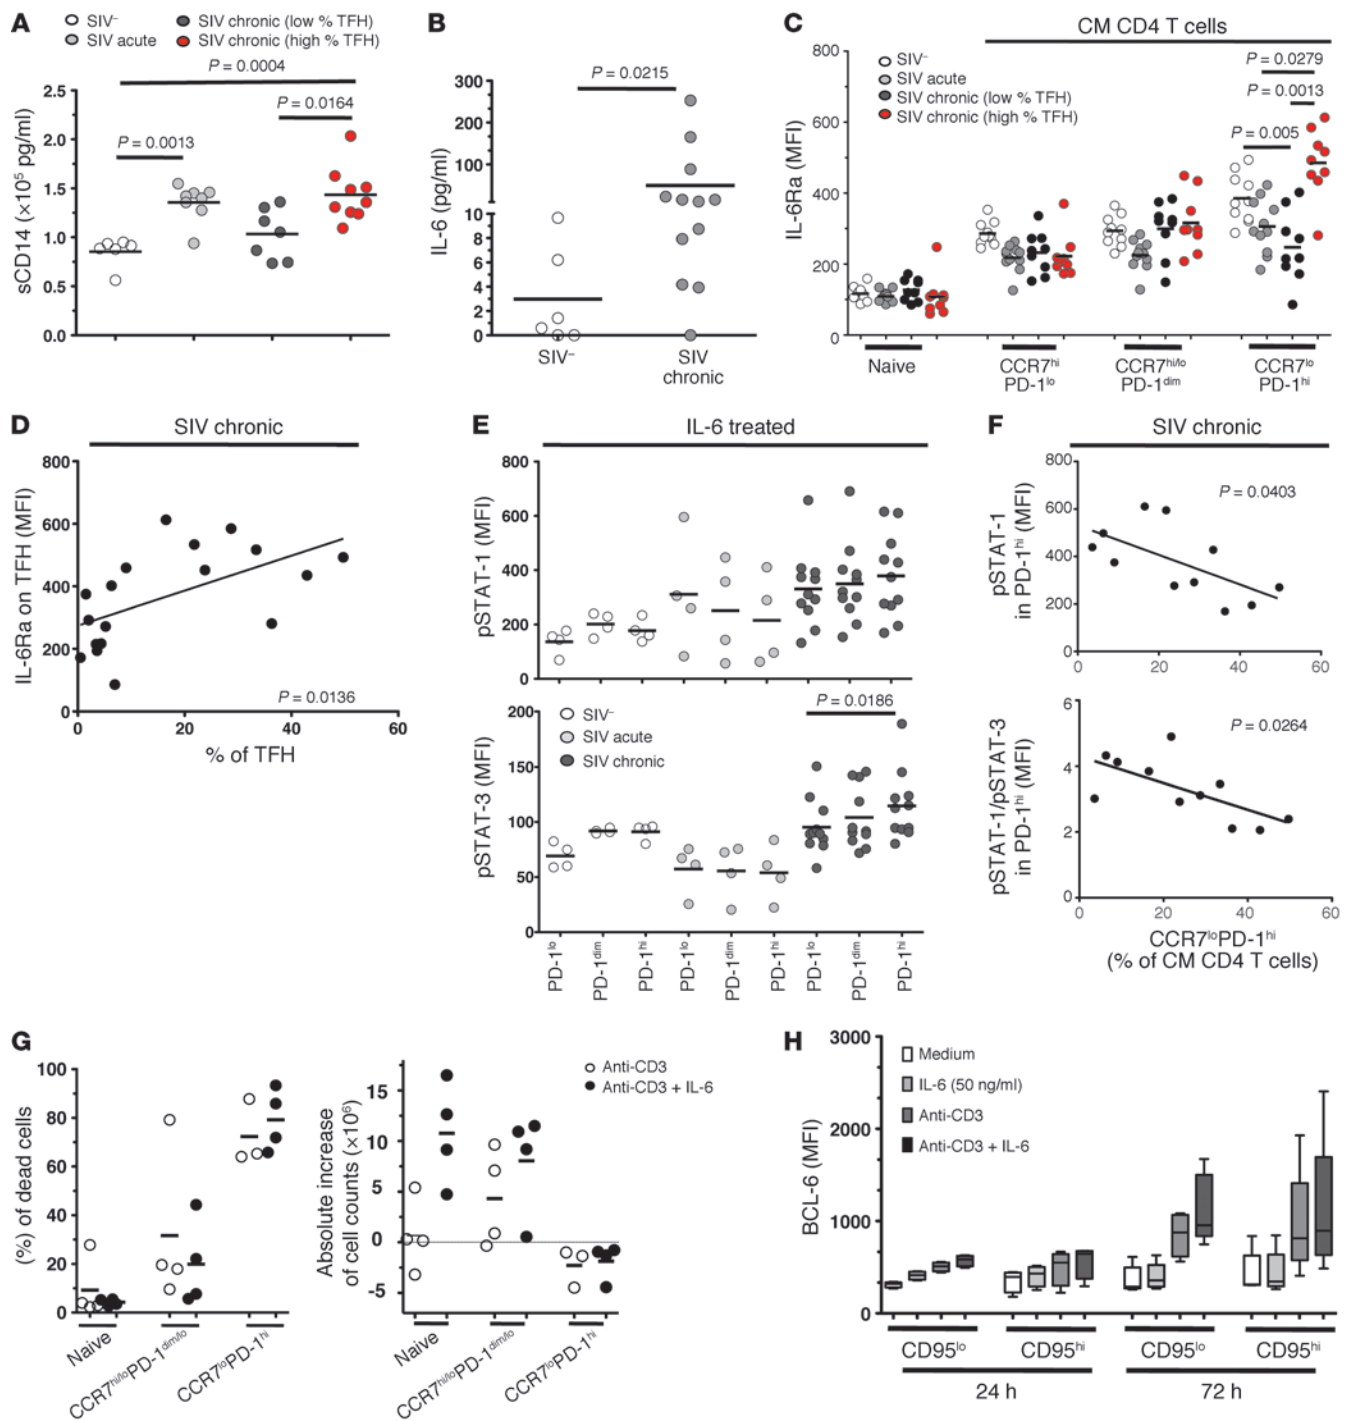 A
SIV–
SIV acute
SIV chronic (low % TFH)
SIV chronic (high % TFH)
P = 0.0004
P = 0.0164
P = 0.0013
sCD14 (×10⁵ pg/ml)
2.5
2.0
1.5
1.0
0.5
0.0
B
P = 0.0215
IL-6 (pg/ml)
300
200
100
10
8
6
4
2
0
SIV–
SIV
chronic
C
CM CD4 T cells
SIV–
SIV acute
SIV chronic (low % TFH)
SIV chronic (high % TFH)
P = 0.0279
P = 0.0013
P = 0.005
IL-6Ra (MFI)
800
600
400
200
0
Naive
CCR7hi
PD-1lo
CCR7hi/lo
PD-1dim
CCR7lo
PD-1hi
D
SIV chronic
IL-6Ra on TFH (MFI)
800
600
400
200
0
P = 0.0136
0 20 40 60
% of TFH
E
IL-6 treated
pSTAT-1 (MFI)
800
600
400
200
0
pSTAT-3 (MFI)
200
150
100
50
0
SIV–
SIV acute
SIV chronic
P = 0.0186
PD-1lo
PD-1dim
PD-1hi
PD-1lo
PD-1dim
PD-1hi
PD-1lo
PD-1dim
PD-1hi
F
SIV chronic
pSTAT-1
in PD-1hi (MFI)
800
600
400
200
0
P = 0.0403
0 20 40 60
pSTAT-1/pSTAT-3
in PD-1hi (MFI)
6
4
2
0
P = 0.0264
0 20 40 60
CCR7loPD-1hi
(% of CM CD4 T cells)
G
(%) of dead cells
100
80
60
40
20
0
Naive
CCR7hi/loPD-1dim/lo
CCR7loPD-1hi
Absolute increase
of cell counts (×10⁶)
15
10
5
0
-5
Anti-CD3
Anti-CD3 + IL-6
Naive
CCR7hi/loPD-1dim/lo
CCR7loPD-1hi
H
BCL-6 (MFI)
3000
2000
1000
0
Medium
IL-6 (50 ng/ml)
Anti-CD3
Anti-CD3 + IL-6
CD95lo
CD95hi
CD95lo
CD95hi
24 h
72 h